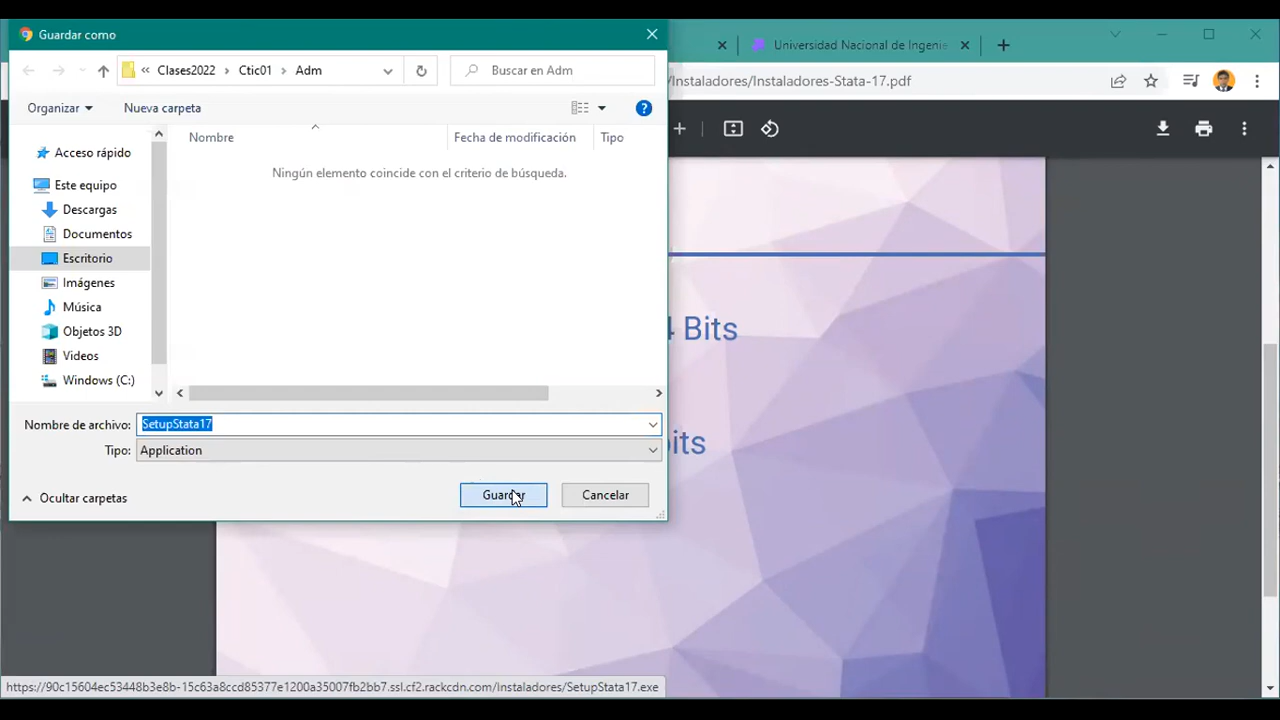 Guardar como
Universidad Nacional de Ingenie
« Clases2022 > Ctic01 > Adm
Buscar en Adm
/Instaladores/Instaladores-Stata-17.pdf
Organizar
Nueva carpeta
Nombre
Fecha de modificación
Tipo
Acceso rápido
Ningún elemento coincide con el criterio de búsqueda.
Este equipo
Descargas
Documentos
Escritorio
Imágenes
Música
Objetos 3D
Videos
Windows (C:)
4 Bits
bits
Nombre de archivo: SetupStata17
Tipo: Application
Ocultar carpetas
Guardar
Cancelar
https://90c15604ec53448b3e8b-15c63a8ccd85377e1200a35007fb2bb7.ssl.cf2.rackcdn.com/Instaladores/SetupStata17.exe